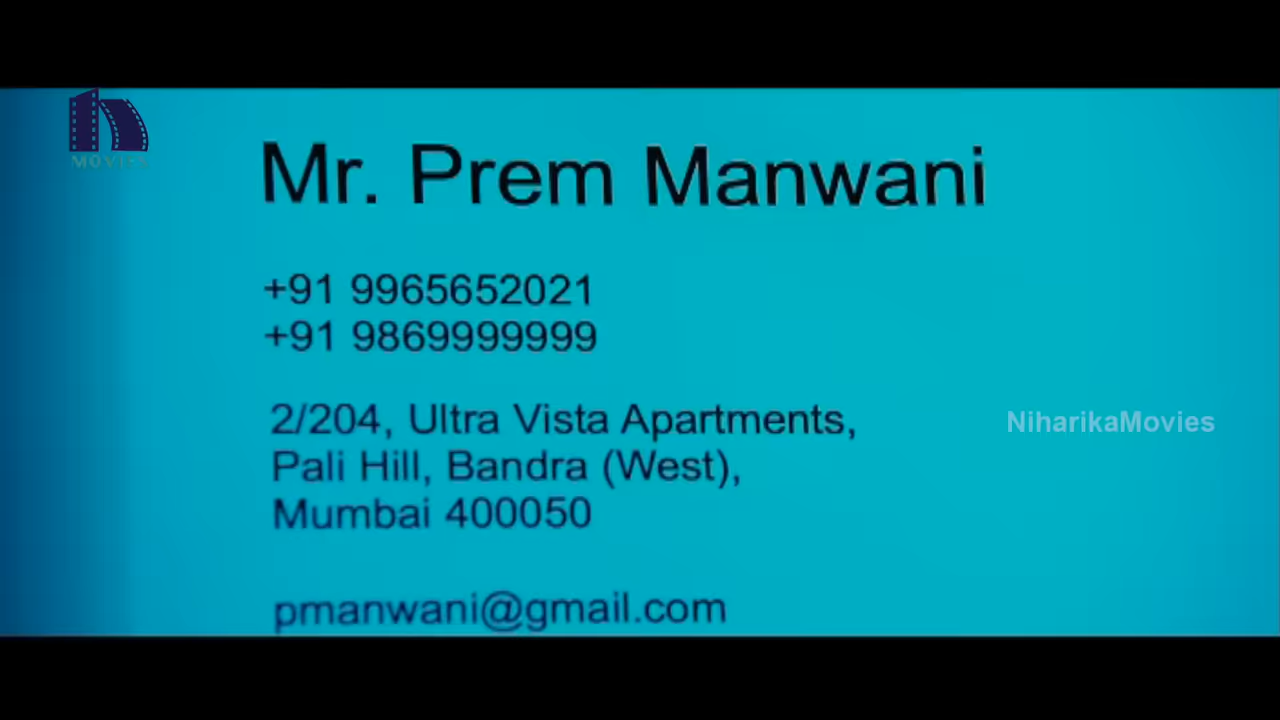 MOVIES
Mr. Prem Manwani
+91 9965652021
+91 9869999999
2/204, Ultra Vista Apartments,
Pali Hill, Bandra (West),
Mumbai 400050
NiharikaMovies
pmanwani@gmail.com